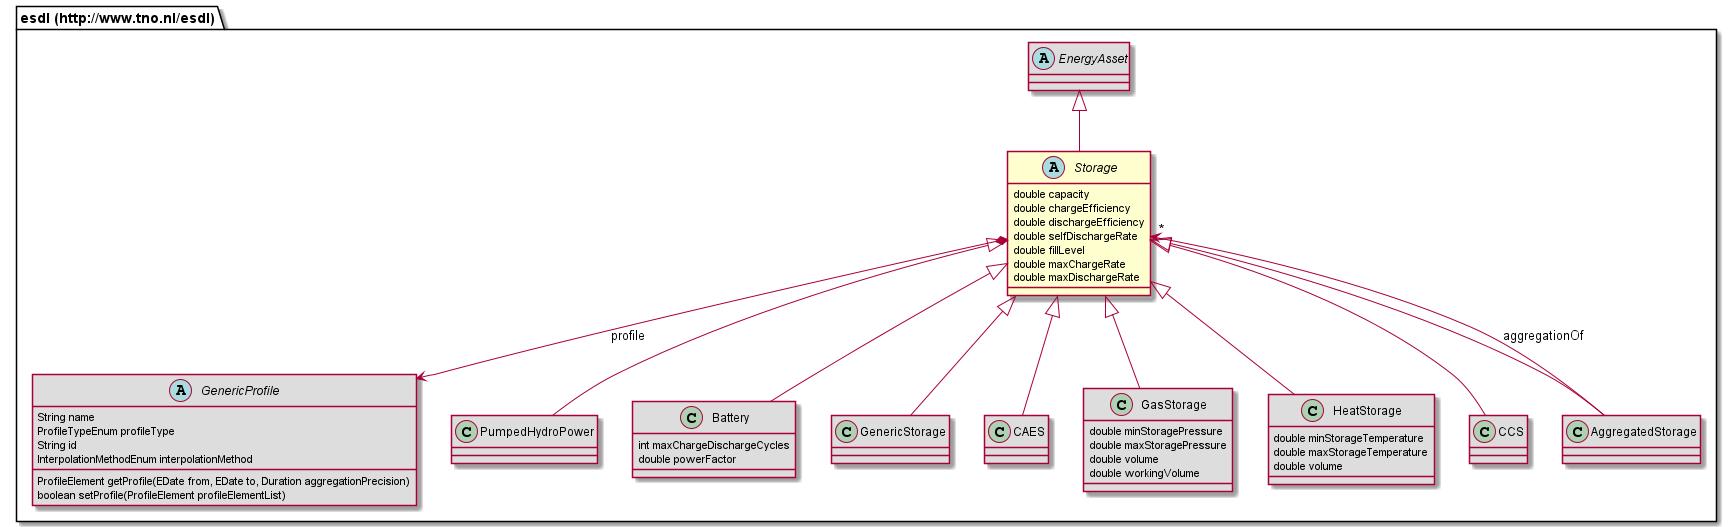 esdl (http://www.tno.nl/esdl)
A EnergyAsset
A Storage
double capacity
double chargeEfficiency
double dischargeEfficiency
double selfDischargeRate
double fillLevel
double maxChargeRate
double maxDischargeRate
*
profile
aggregationOf
A GenericProfile
String name
ProfileTypeEnum profileType
String id
InterpolationMethodEnum interpolationMethod
ProfileElement getProfile(EDate from, EDate to, Duration aggregationPrecision)
boolean setProfile(ProfileElement profileElementList)
C PumpedHydroPower
C Battery
int maxChargeDischargeCycles
double powerFactor
C GenericStorage
C CAES
C GasStorage
double minStoragePressure
double maxStoragePressure
double volume
double workingVolume
C HeatStorage
double minStorageTemperature
double maxStorageTemperature
double volume
C CCS
C AggregatedStorage